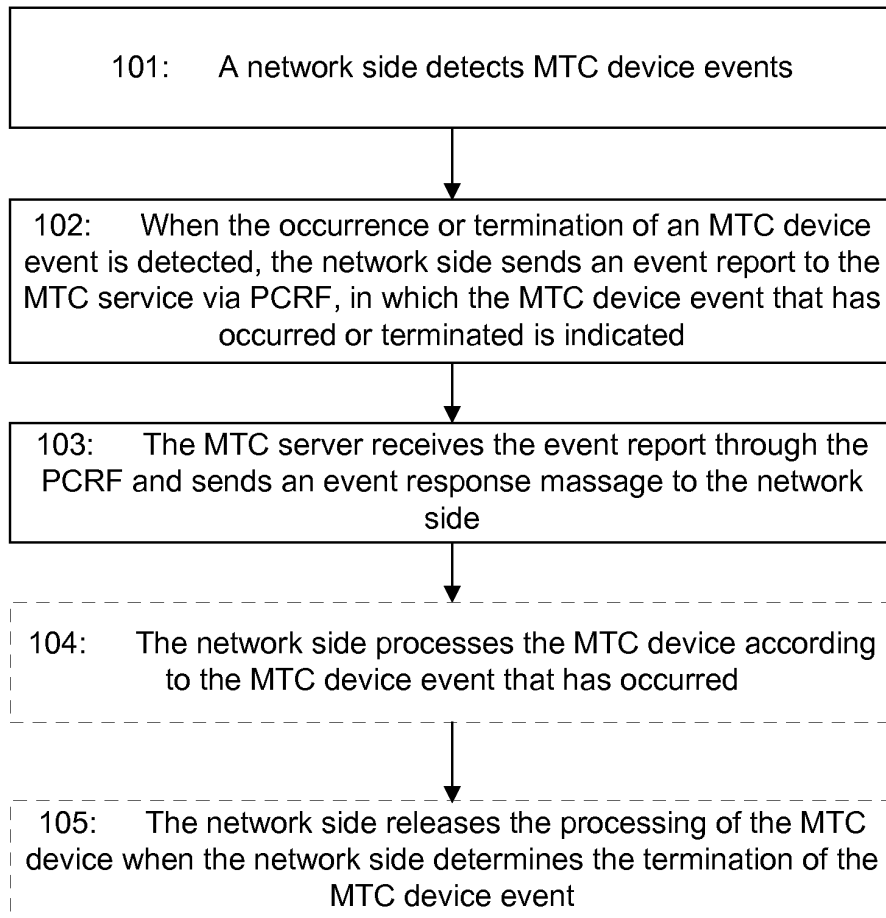 101: A network side detects MTC device events
102: When the occurrence or termination of an MTC device
event is detected, the network side sends an event report to the
MTC service via PCRF, in which the MTC device event that has
occurred or terminated is indicated
103: The MTC server receives the event report through the
PCRF and sends an event response massage to the network
side
104: The network side processes the MTC device according
to the MTC device event that has occurred
105: The network side releases the processing of the MTC
device when the network side determines the termination of the
MTC device event